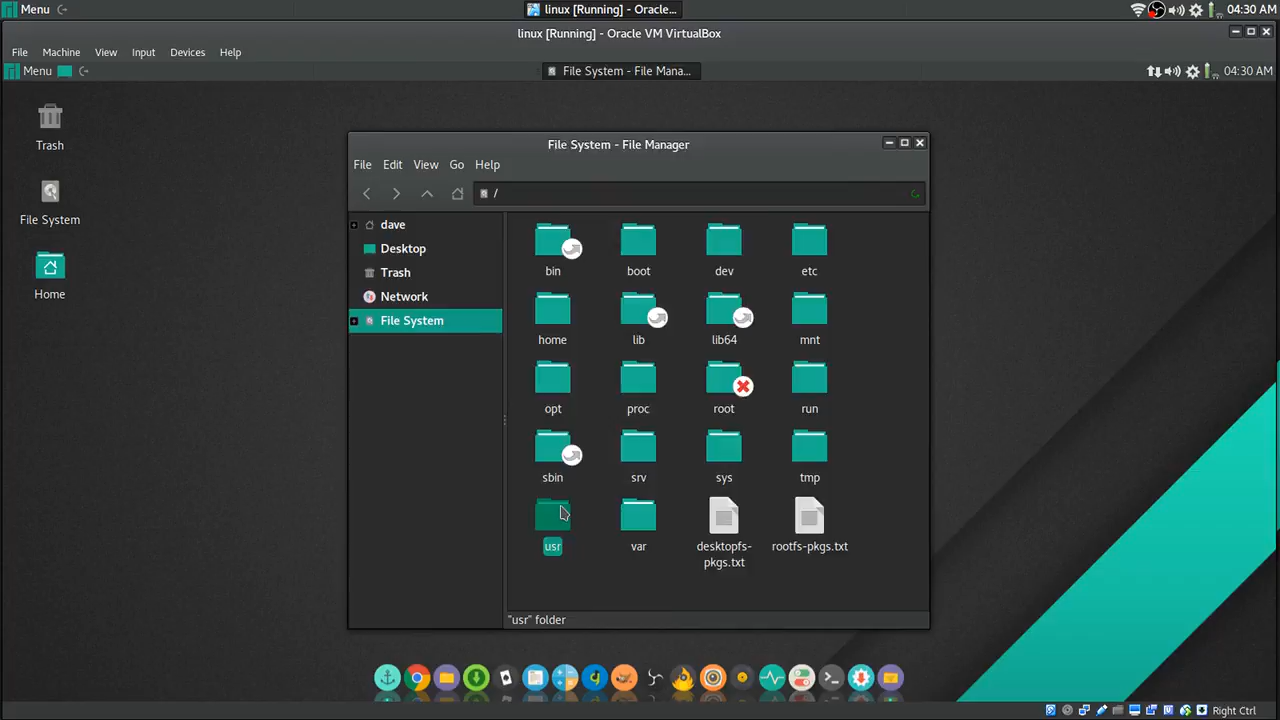 Menu
linux [Running] - Oracle...
04:30 AM
linux [Running] - Oracle VM VirtualBox
File Machine View Input Devices Help
Menu
File System - File Mana...
04:30 AM
Trash
File System
Home
File System - File Manager
File Edit View Go Help
/
dave
Desktop
Trash
Network
File System
bin boot dev etc
home lib lib64 mnt
opt proc root run
sbin srv sys tmp
usr var desktopfs-pkgs.txt rootfs-pkgs.txt
"usr" folder
Right Ctrl